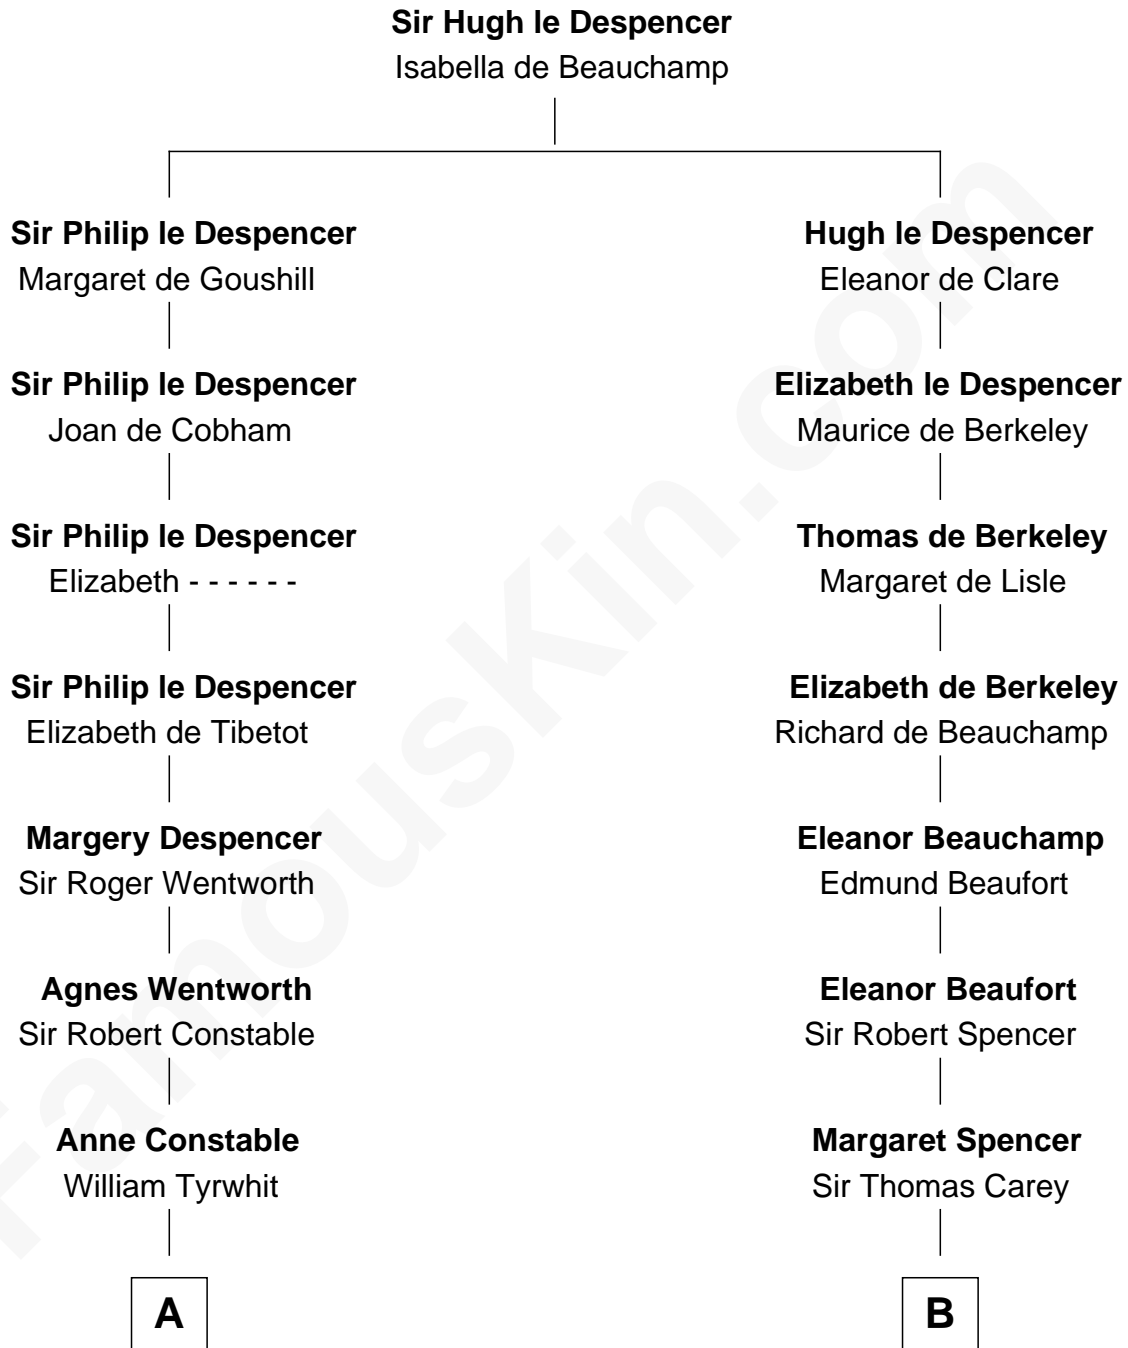 Sir Hugh le Despencer
Isabella de Beauchamp
Sir Philip le Despencer
Margaret de Goushill
Sir Philip le Despencer
Joan de Cobham
Sir Philip le Despencer
Elizabeth - - - - - -
Sir Philip le Despencer
Elizabeth de Tibetot
Margery Despencer
Sir Roger Wentworth
Agnes Wentworth
Sir Robert Constable
Anne Constable
William Tyrwhit
A
Hugh le Despencer
Eleanor de Clare
Elizabeth le Despencer
Maurice de Berkeley
Thomas de Berkeley
Margaret de Lisle
Elizabeth de Berkeley
Richard de Beauchamp
Eleanor Beauchamp
Edmund Beaufort
Eleanor Beaufort
Sir Robert Spencer
Margaret Spencer
Sir Thomas Carey
B
FamousKin.com